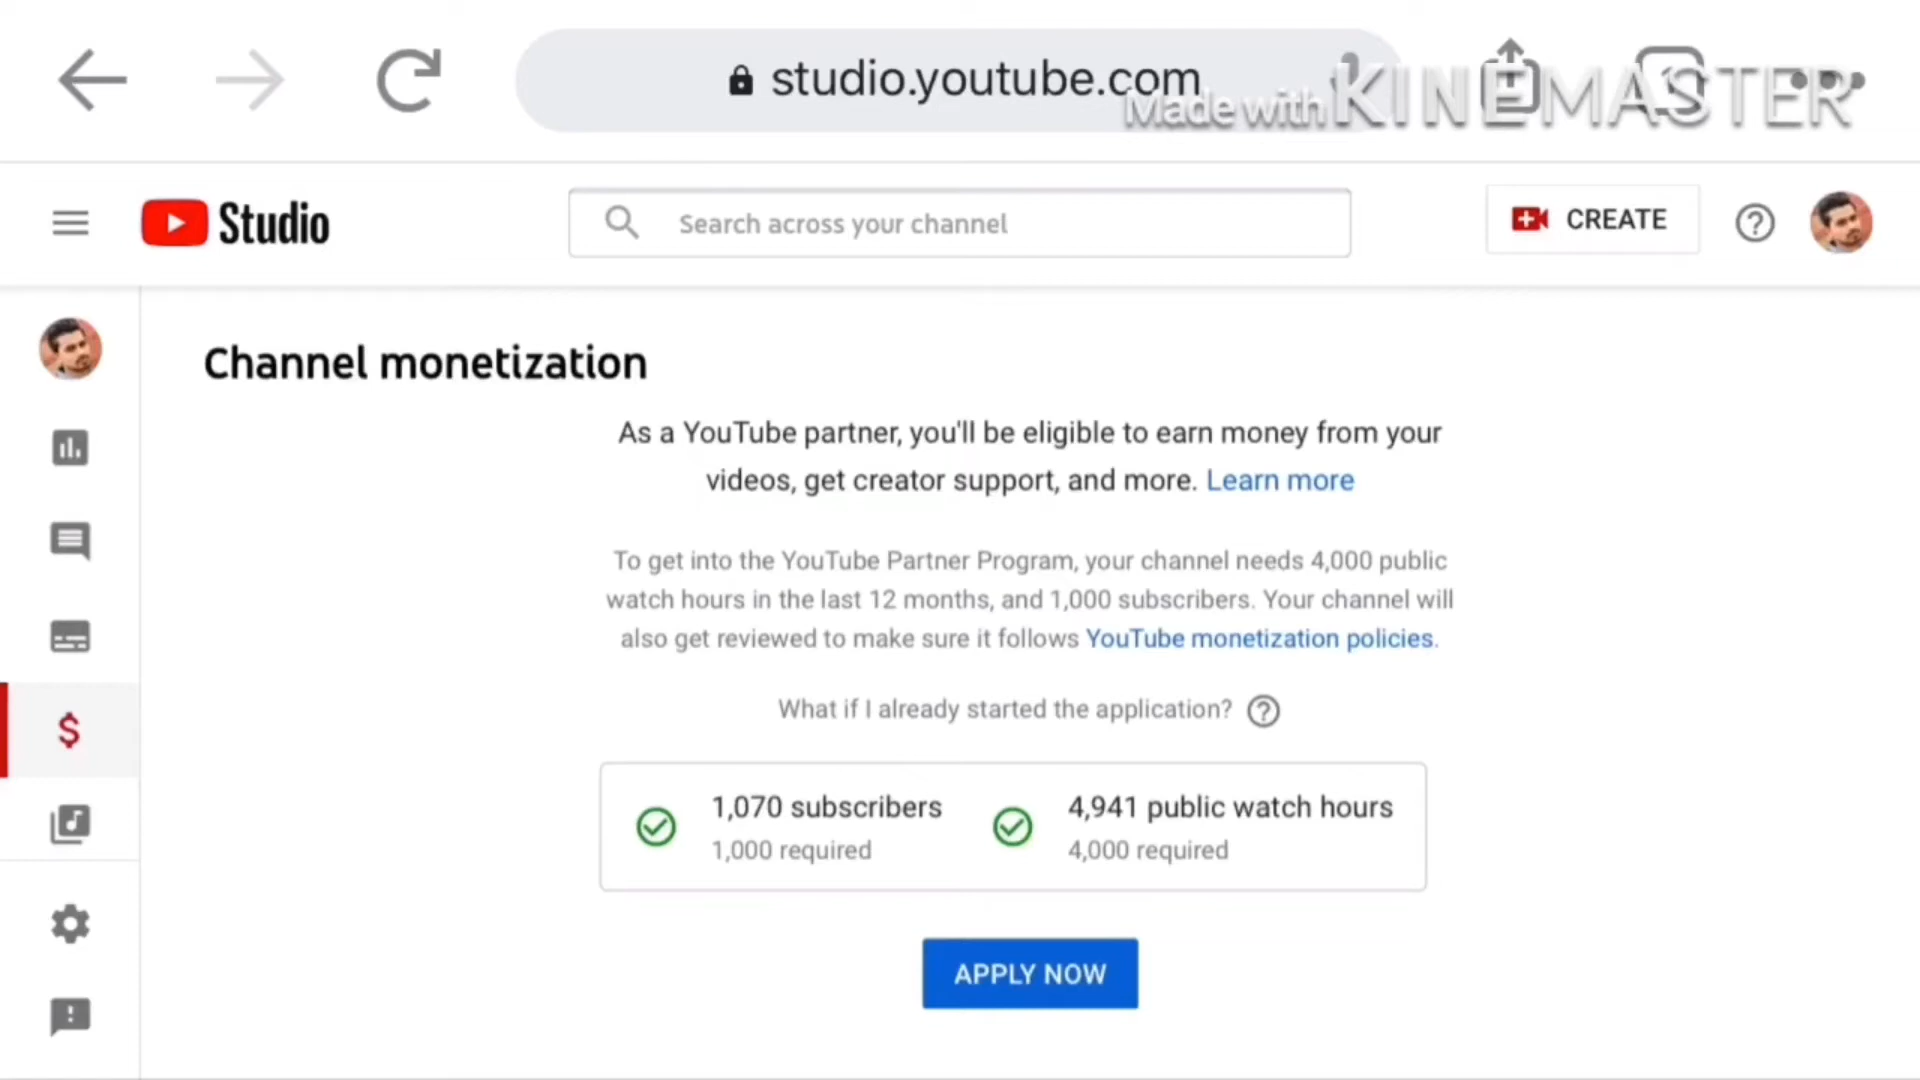 studio.youtube.com
Made with KINEMASTER
Studio
Search across your channel
CREATE
Channel monetization
As a YouTube partner, you'll be eligible to earn money from your
videos, get creator support, and more. Learn more
To get into the YouTube Partner Program, your channel needs 4,000 public
watch hours in the last 12 months, and 1,000 subscribers. Your channel will
also get reviewed to make sure it follows YouTube monetization policies.
What if I already started the application?
1,070 subscribers
1,000 required
4,941 public watch hours
4,000 required
APPLY NOW